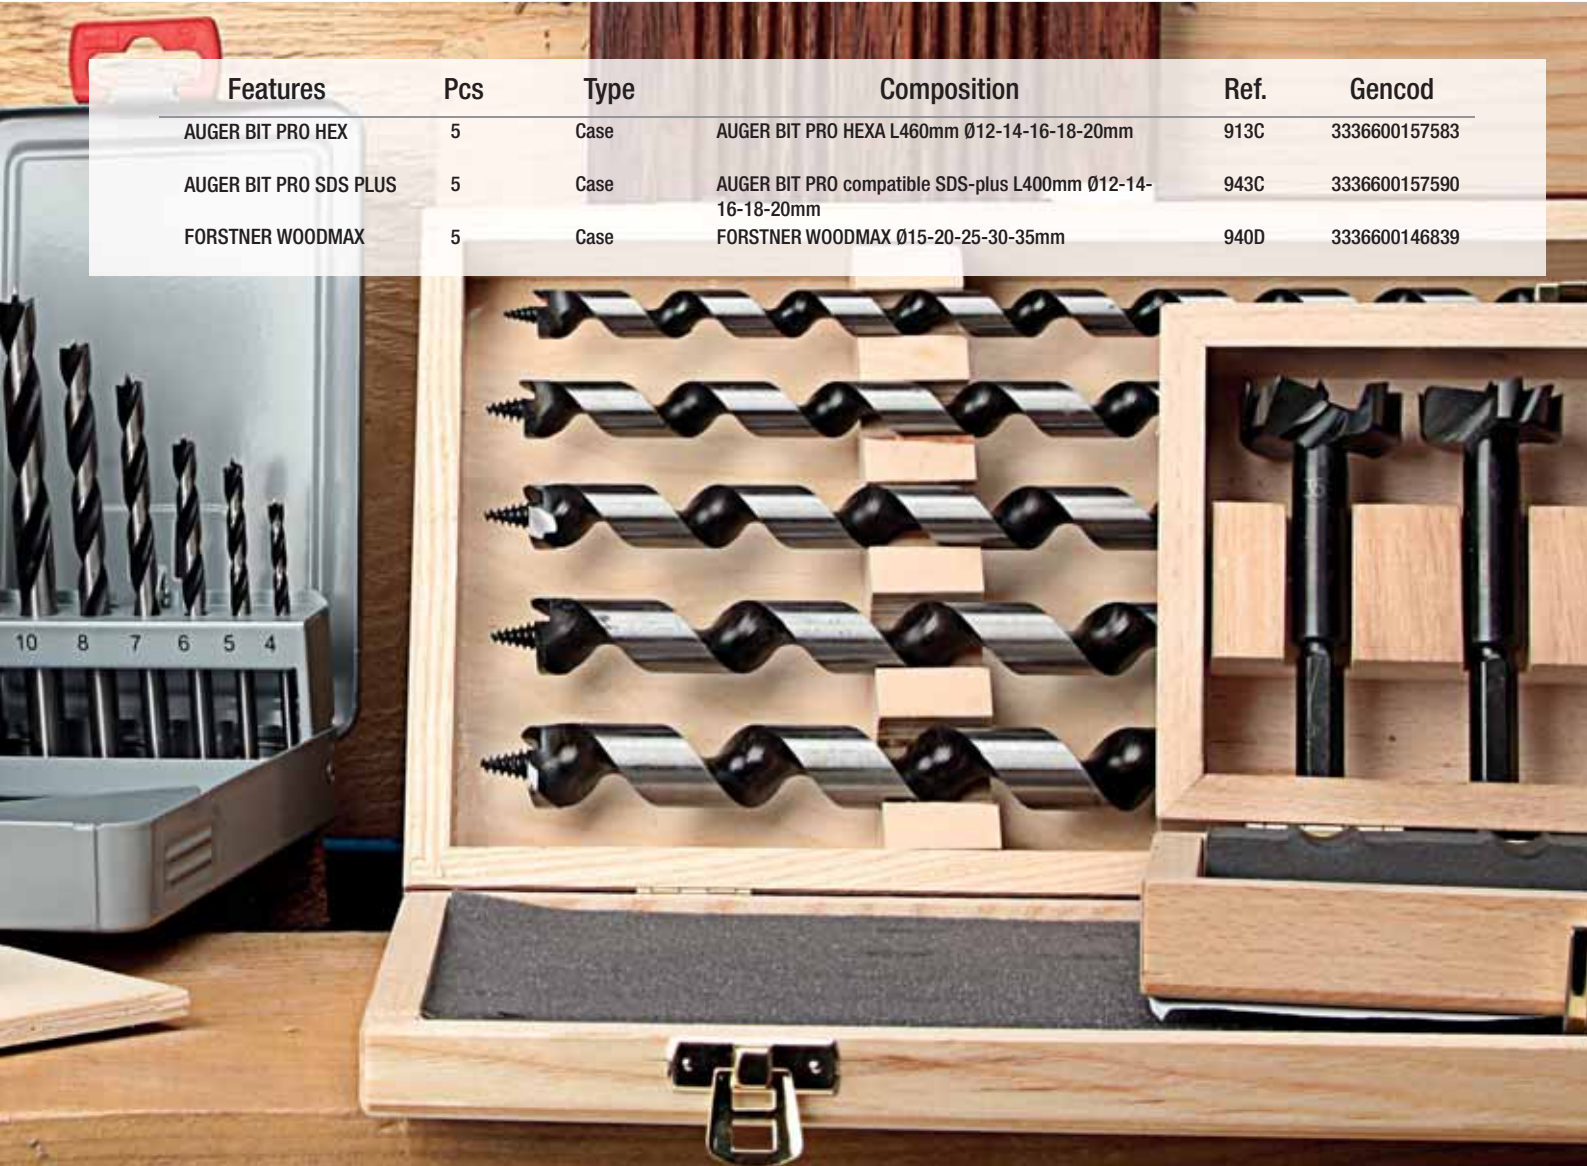 Features Pcs Type Composition Ref. Gencod
AUGER BIT PRO HEX 5 Case AUGER BIT PRO HEXA L460mm Ø12-14-16-18-20mm 913C 3336600157583
AUGER BIT PRO SDS PLUS 5 Case AUGER BIT PRO compatible SDS-plus L400mm Ø12-14- 943C 3336600157590
16-18-20mm
FORSTNER WOODMAX 5 Case FORSTNER WOODMAX Ø15-20-25-30-35mm 940D 3336600146839
35
10 8 7 6 5 4